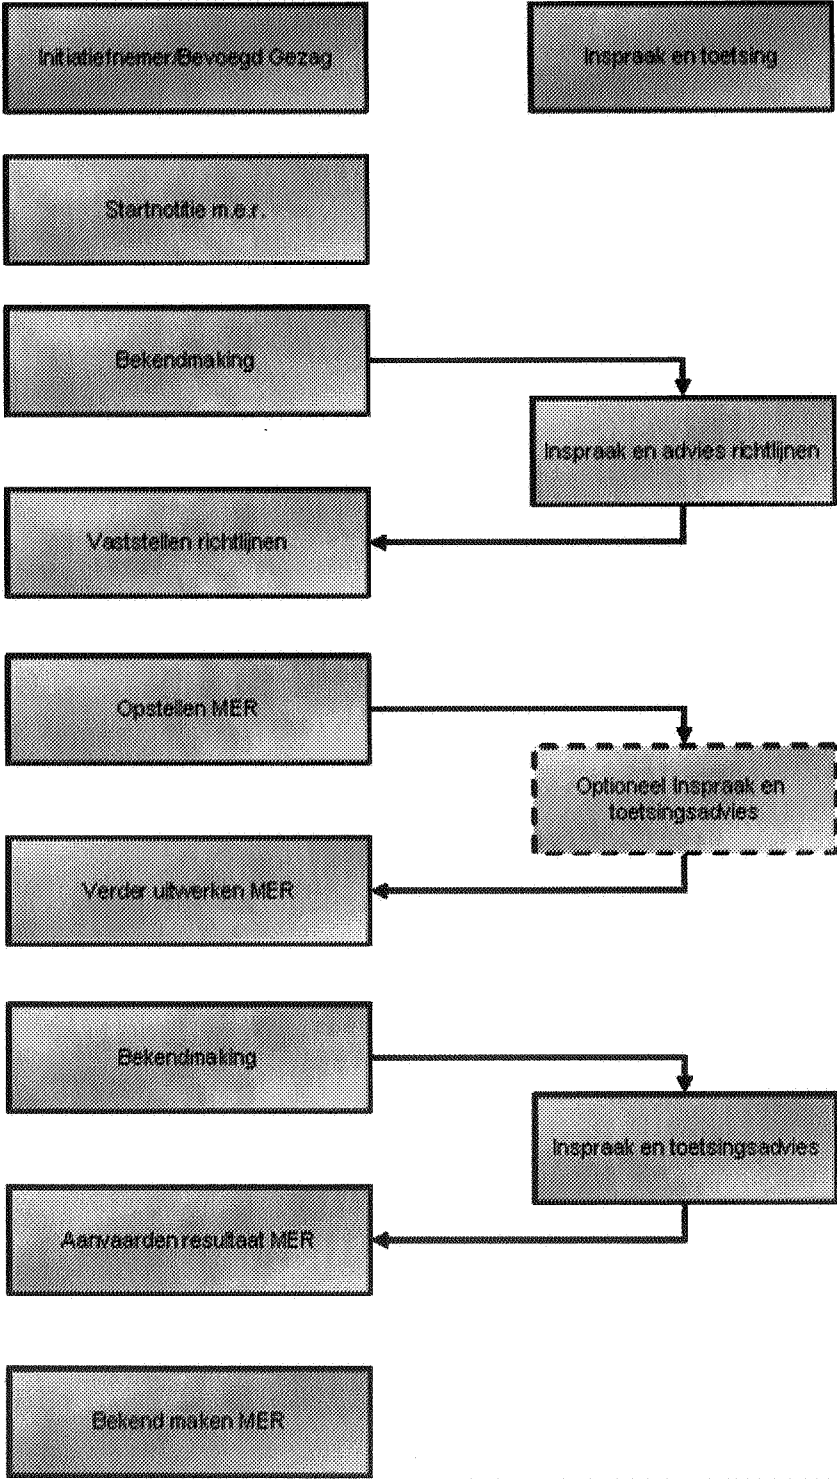 Initiatiefnemer/Bevoegd Gezag
Inspraak en toetsing
Startnotitie m.e.r.
Bekendmaking
Inspraak en advies richtlijnen
Vaststellen richtlijnen
Opstellen MER
Optioneel Inspraak en
toetsingsadvies
Verder uitwerken MER
Bekendmaking
Inspraak en toetsingsadvies
Aanvaarden resultaat MER
Bekend maken MER